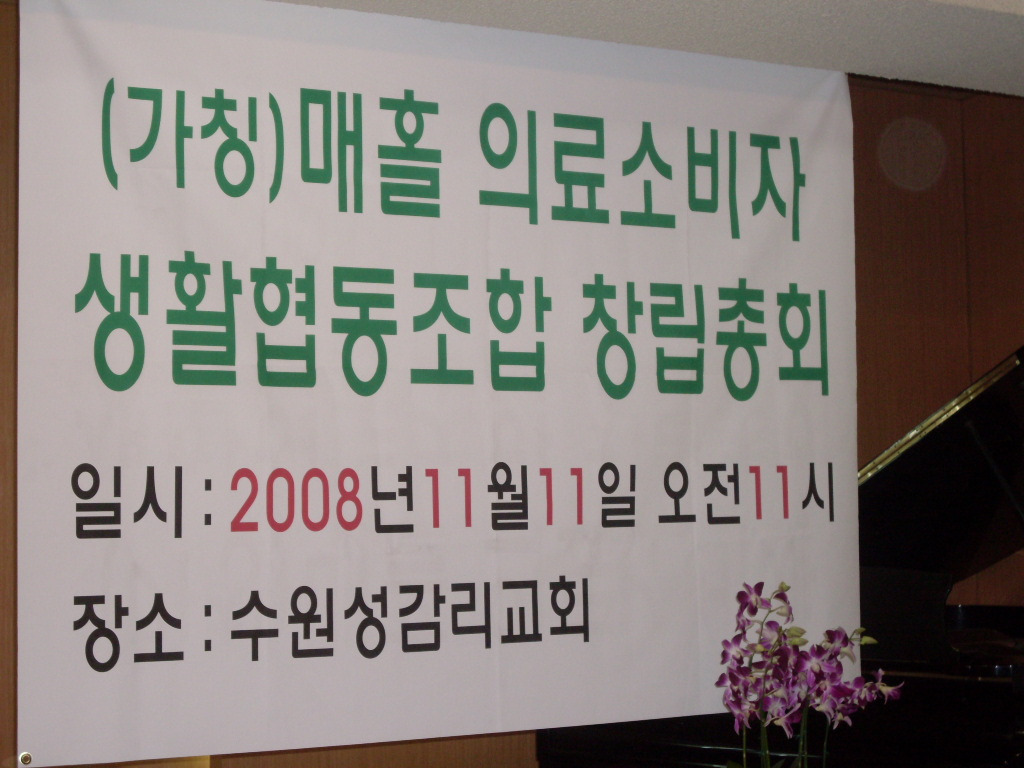 (가칭)매홀 의료소비자
생활협동조합 창립총회
일시 : 2008년11월11일 오전11시
장소 : 수원성감리교회